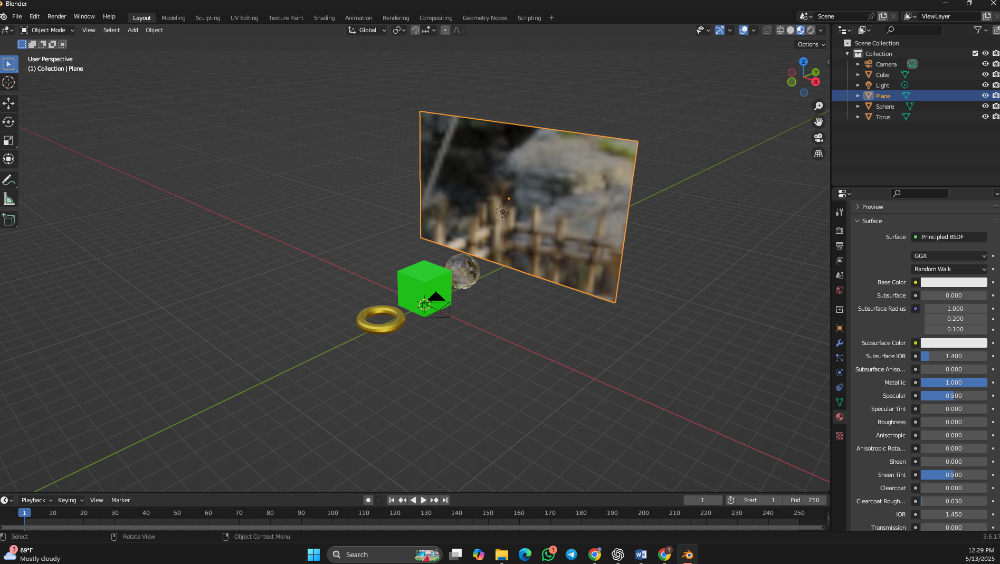 Blender
File Edit Render Window Help Layout Modeling Sculpting UV Editing Texture Paint Shading Animation Rendering Compositing Geometry Nodes Scripting + Scene ViewLayer
Object Mode View Select Add Object Global
Options
User Perspective
(1) Collection | Plane
Z
Y
X
Scene Collection
Collection
Camera
Cube
Light
Plane
Sphere
Torus
Preview
Surface
Surface Principled BSDF
GGX
Random Walk
Base Color
Subsurface 0.000
Subsurface Radius 1.000
0.200
0.100
Subsurface Color
Subsurface IOR 1.400
Subsurface Aniso... 0.000
Metallic 1.000
Specular 0.500
Specular Tint 0.000
Roughness 0.000
Anisotropic 0.000
Anisotropic Rota... 0.000
Sheen 0.000
Sheen Tint 0.500
Clearcoat 0.000
Clearcoat Rough... 0.030
IOR 1.450
Transmission 0.000
Playback Keying View Marker 1 Start 1 End 250
1 10 20 30 40 50 60 70 80 90 100 110 120 130 140 150 160 170 180 190 200 210 220 230 240 250
Select Rotate View Object Context Menu 3.6.17
3 89°F
Mostly cloudy
Search
1
T
12:29 PM
5/13/2025